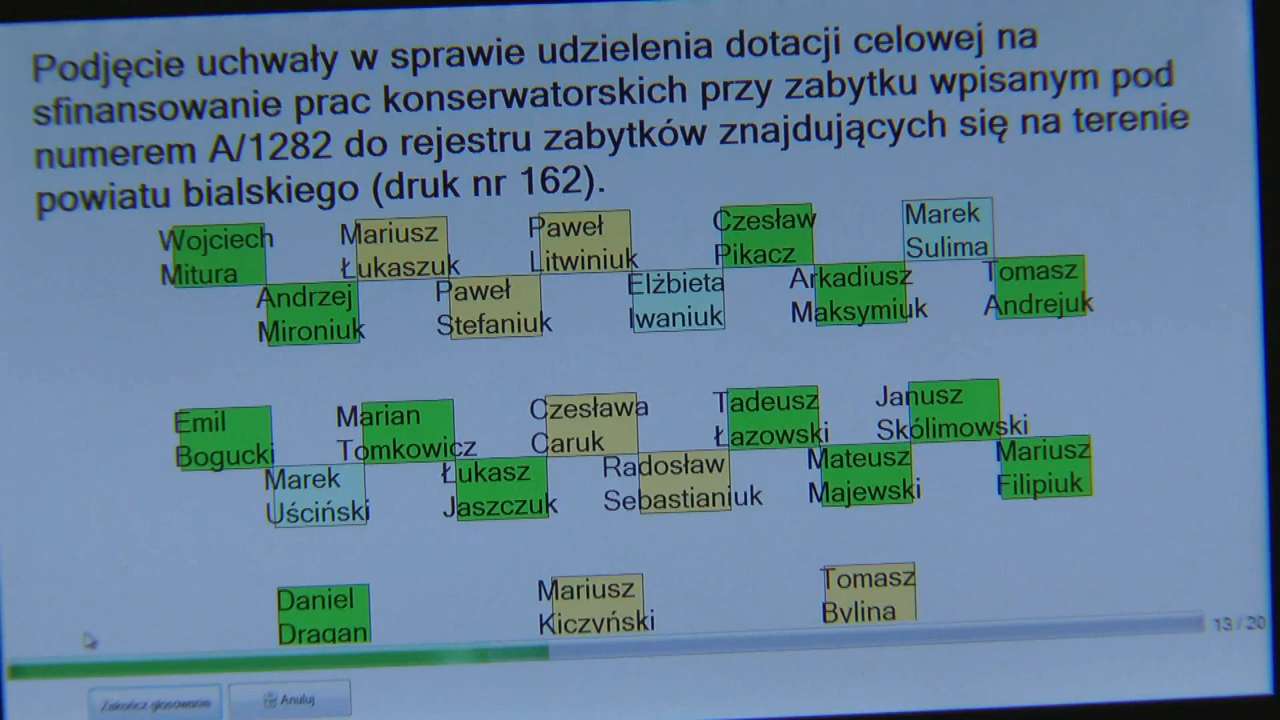 Podjęcie uchwały w sprawie udzielenia dotacji celowej na
sfinansowanie prac konserwatorskich przy zabytku wpisanym pod
numerem A/1282 do rejestru zabytków znajdujących się na terenie
powiatu bialskiego (druk nr 162).
Wojciech
Mitura
Mariusz
Łukaszuk
Paweł
Litwiniuk
Czesław
Pikacz
Marek
Sulima
Andrzej
Mironiuk
Paweł
Stefaniuk
Elżbieta
Iwaniuk
Arkadiusz
Maksymiuk
Tomasz
Andrejuk
Emil
Bogucki
Marian
Tomkowicz
Czesława
Caruk
Tadeusz
Łazowski
Janusz
Skólimowski
Marek
Uściński
Łukasz
Jaszczuk
Radosław
Sebastianiuk
Mateusz
Majewski
Mariusz
Filipiuk
Daniel
Dragan
Mariusz
Kiczyński
Tomasz
Bylina
13 / 20
Zakończ głosowanie
Anuluj